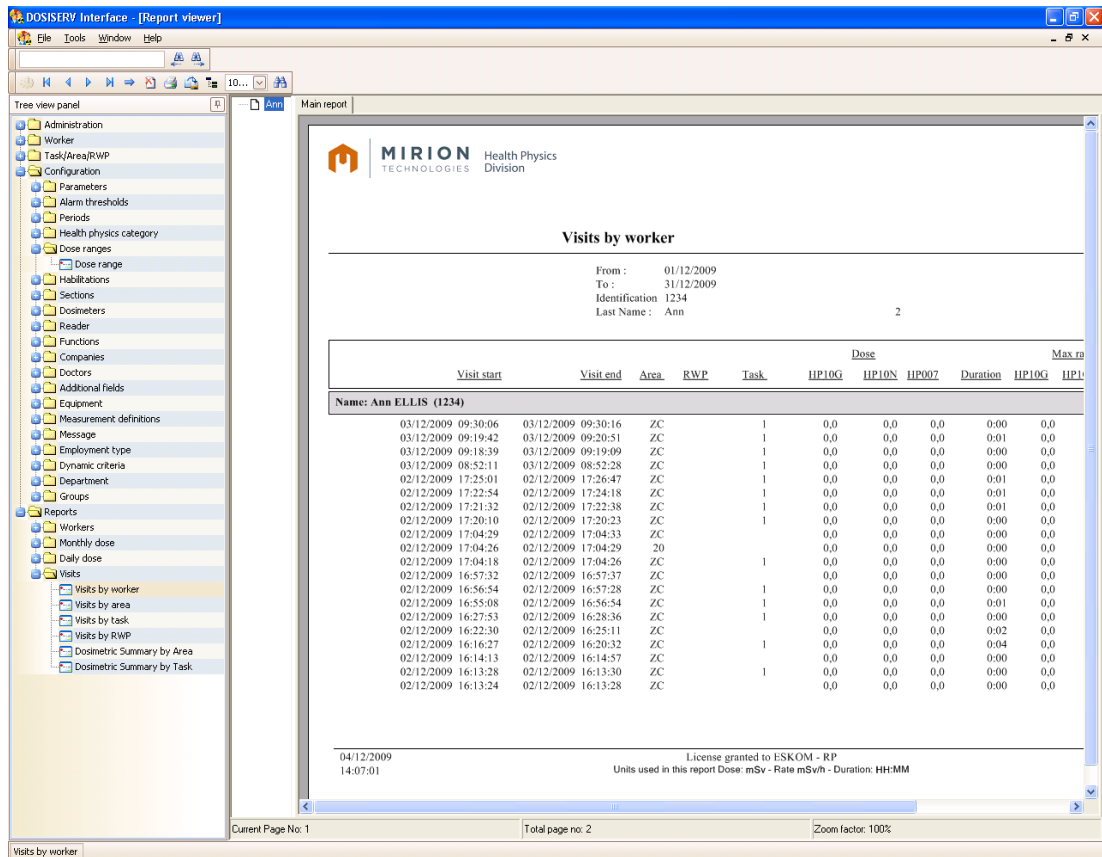 DOSISERV Interface - [Report viewer]
File Tools Window Help
10...
Tree view panel
Administration
Worker
Task/Area/RWP
Configuration
Parameters
Alarm thresholds
Periods
Health physics category
Dose ranges
Dose range
Habilitations
Sections
Dosimeters
Reader
Functions
Companies
Doctors
Additional fields
Equipment
Measurement definitions
Message
Employment type
Dynamic criteria
Department
Groups
Reports
Workers
Monthly dose
Daily dose
Visits
Visits by worker
Visits by area
Visits by task
Visits by RWP
Dosimetric Summary by Area
Dosimetric Summary by Task
Ann
Main report
MIRION Health Physics
TECHNOLOGIES Division
Visits by worker
From : 01/12/2009
To : 31/12/2009
Identification 1234
Last Name : Ann 2
Dose Max ra
Visit start Visit end Area RWP Task HP10G HP10N HP007 Duration HP10G HP1
Name: Ann ELLIS (1234)
03/12/2009 09:30:06 03/12/2009 09:30:16 ZC 1 0,0 0,0 0,0 0:00 0,0
03/12/2009 09:19:42 03/12/2009 09:20:51 ZC 1 0,0 0,0 0,0 0:01 0,0
03/12/2009 09:18:39 03/12/2009 09:19:09 ZC 1 0,0 0,0 0,0 0:00 0,0
03/12/2009 08:52:11 03/12/2009 08:52:28 ZC 1 0,0 0,0 0,0 0:00 0,0
02/12/2009 17:25:01 02/12/2009 17:26:47 ZC 1 0,0 0,0 0,0 0:01 0,0
02/12/2009 17:22:54 02/12/2009 17:24:18 ZC 1 0,0 0,0 0,0 0:01 0,0
02/12/2009 17:21:32 02/12/2009 17:22:38 ZC 1 0,0 0,0 0,0 0:01 0,0
02/12/2009 17:20:10 02/12/2009 17:20:23 ZC 1 0,0 0,0 0,0 0:00 0,0
02/12/2009 17:04:29 02/12/2009 17:04:33 ZC 0,0 0,0 0,0 0:00 0,0
02/12/2009 17:04:26 02/12/2009 17:04:29 20 0,0 0,0 0,0 0:00 0,0
02/12/2009 17:04:18 02/12/2009 17:04:26 ZC 1 0,0 0,0 0,0 0:00 0,0
02/12/2009 16:57:32 02/12/2009 16:57:37 ZC 0,0 0,0 0,0 0:00 0,0
02/12/2009 16:56:54 02/12/2009 16:57:28 ZC 1 0,0 0,0 0,0 0:00 0,0
02/12/2009 16:55:08 02/12/2009 16:56:54 ZC 1 0,0 0,0 0,0 0:01 0,0
02/12/2009 16:27:53 02/12/2009 16:28:36 ZC 1 0,0 0,0 0,0 0:00 0,0
02/12/2009 16:22:30 02/12/2009 16:25:11 ZC 0,0 0,0 0,0 0:02 0,0
02/12/2009 16:16:27 02/12/2009 16:20:32 ZC 1 0,0 0,0 0,0 0:04 0,0
02/12/2009 16:14:13 02/12/2009 16:14:57 ZC 0,0 0,0 0,0 0:00 0,0
02/12/2009 16:13:28 02/12/2009 16:13:30 ZC 1 0,0 0,0 0,0 0:00 0,0
02/12/2009 16:13:24 02/12/2009 16:13:28 ZC 0,0 0,0 0,0 0:00 0,0
04/12/2009 License granted to ESKOM - RP
14:07:01 Units used in this report Dose: mSv - Rate mSv/h - Duration: HH:MM
Current Page No: 1 Total page no: 2 Zoom factor: 100%
Visits by worker